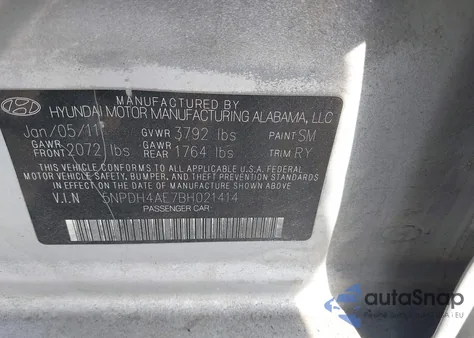 MANUFACTURED BY
HYUNDAI MOTOR MANUFACTURING ALABAMA, LLC
Jan/05/11 GVWR 3792 lbs PAINT SM
GAWR FRONT 2072 lbs GAWR REAR 1764 lbs TRIM RY
THIS VEHICLE CONFORMS TO ALL APPLICABLE U.S.A. FEDERAL
MOTOR VEHICLE SAFETY, BUMPER, AND THEFT PREVENTION
STANDARDS IN EFFECT ON THE DATE OF MANUFACTURE SHOWN ABOVE.
V.I.N 5NPDH4AE7BH021414
PASSENGER CAR
autoSnap